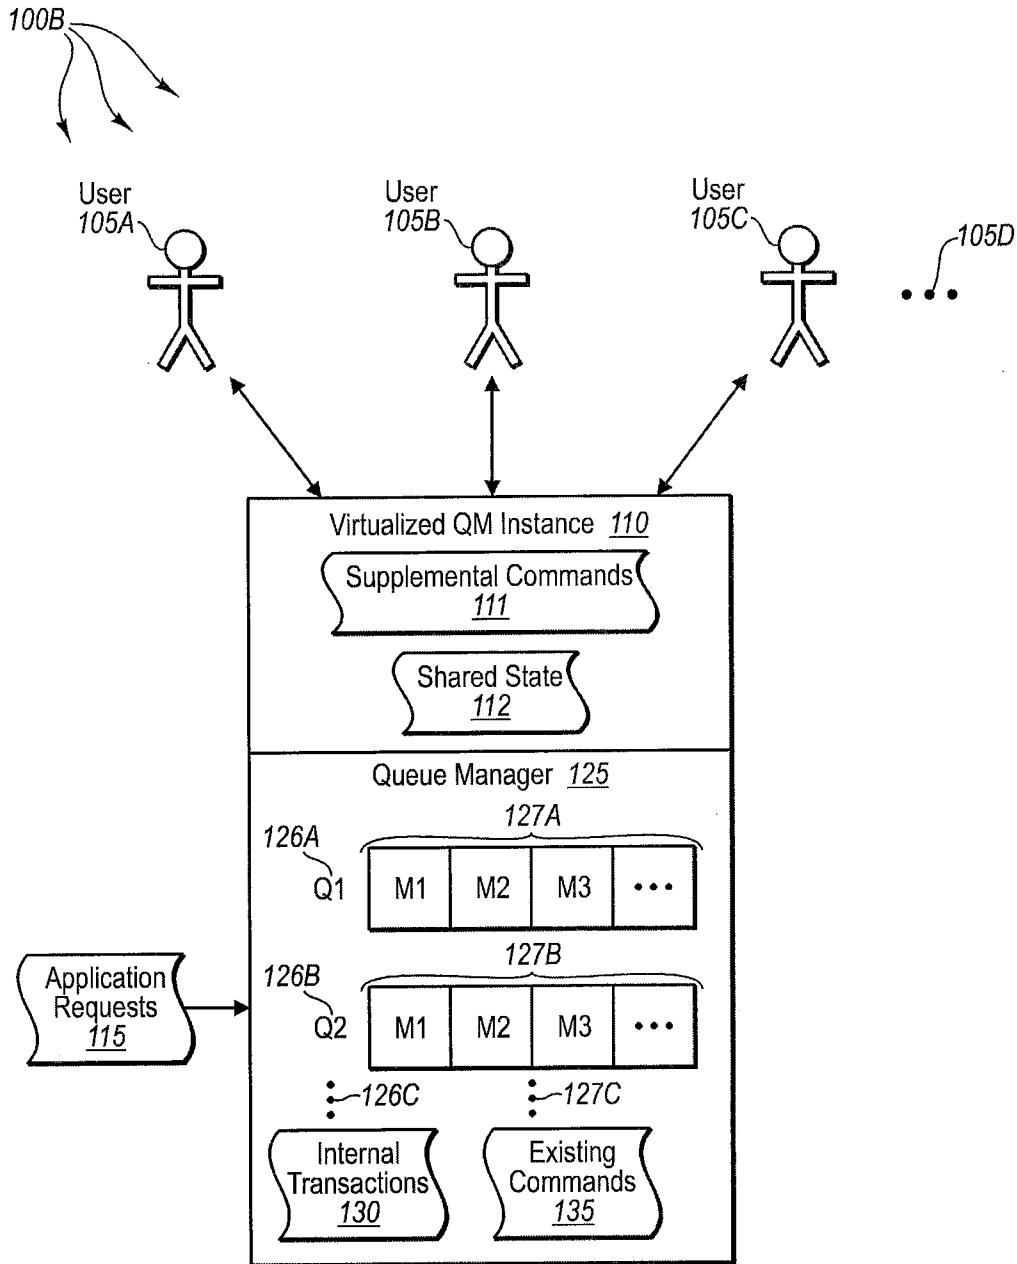 100B
User
105A
User
105B
User
105C
105D
Virtualized QM Instance 110
Supplemental Commands
111
Shared State
112
Queue Manager 125
127A
126A
Q1 M1 M2 M3 •••
127B
126B
Q2 M1 M2 M3 •••
Application
Requests
115
126C
127C
Internal
Transactions
130
Existing
Commands
135